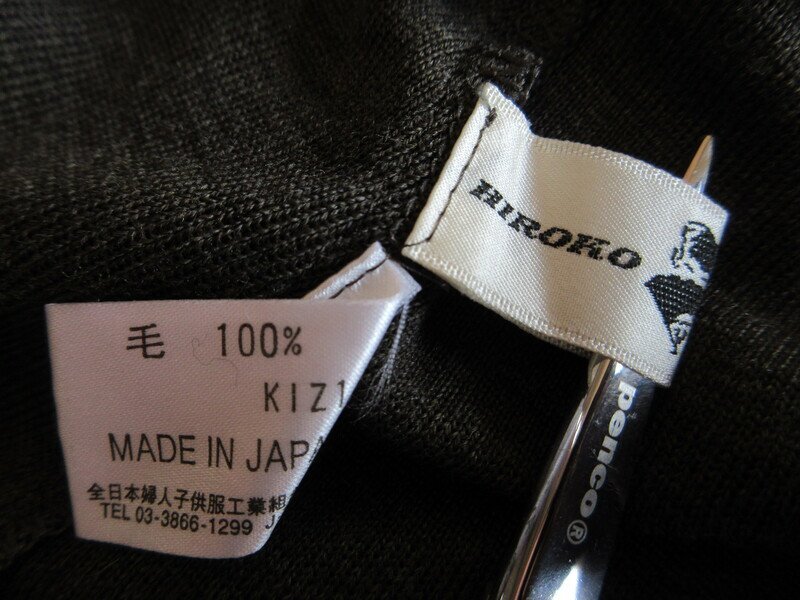 HIROKO
毛 100%
KIZ1
MADE IN JAPA
全日本婦人子供服工業組
TEL 03-3866-1299 J
penco®